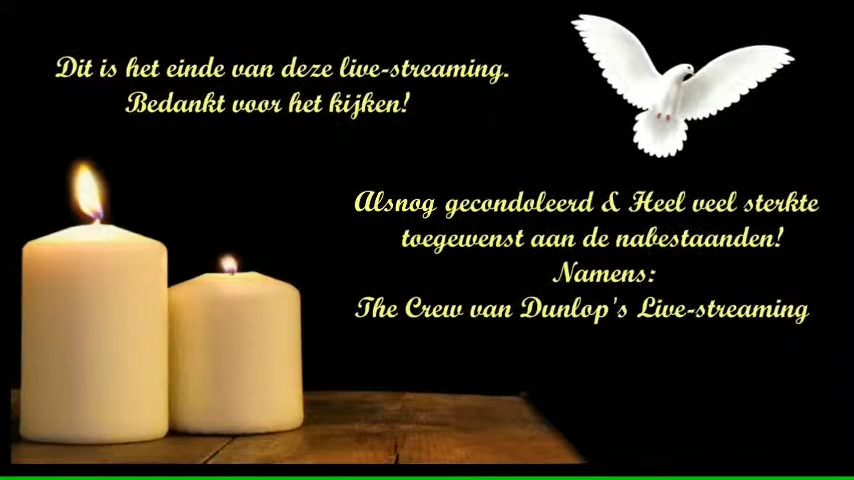 Dit is het einde van deze live-streaming.
Bedankt voor het kijken!
Alsnog gecondoleerd & Heel veel sterkte
toegewenst aan de nabestaanden!
Namens:
The Crew van Dunlop's Live-streaming